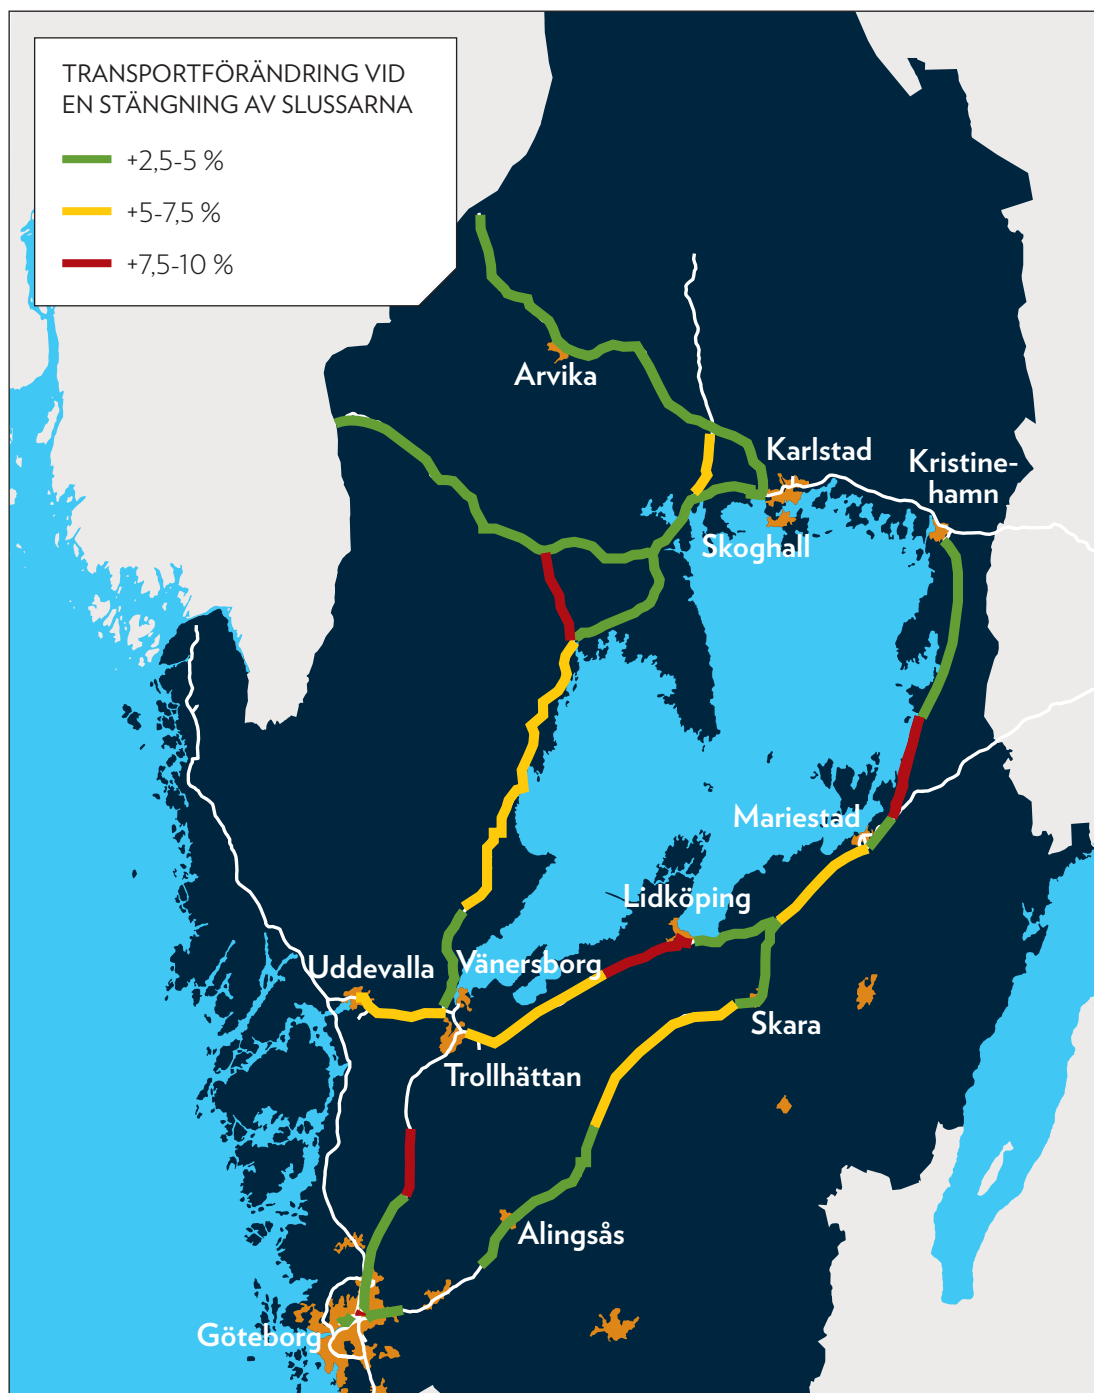 TRANSPORTFÖRÄNDRING VID
EN STÄNGNING AV SLUSSARNA
+2,5-5 %
+5-7,5 %
+7,5-10 %
Arvika
Karlstad
Kristine-
hamn
Skoghall
Mariestad
Lidköping
Uddevalla
Vänersborg
Skara
Trollhättan
Alingsås
Göteborg